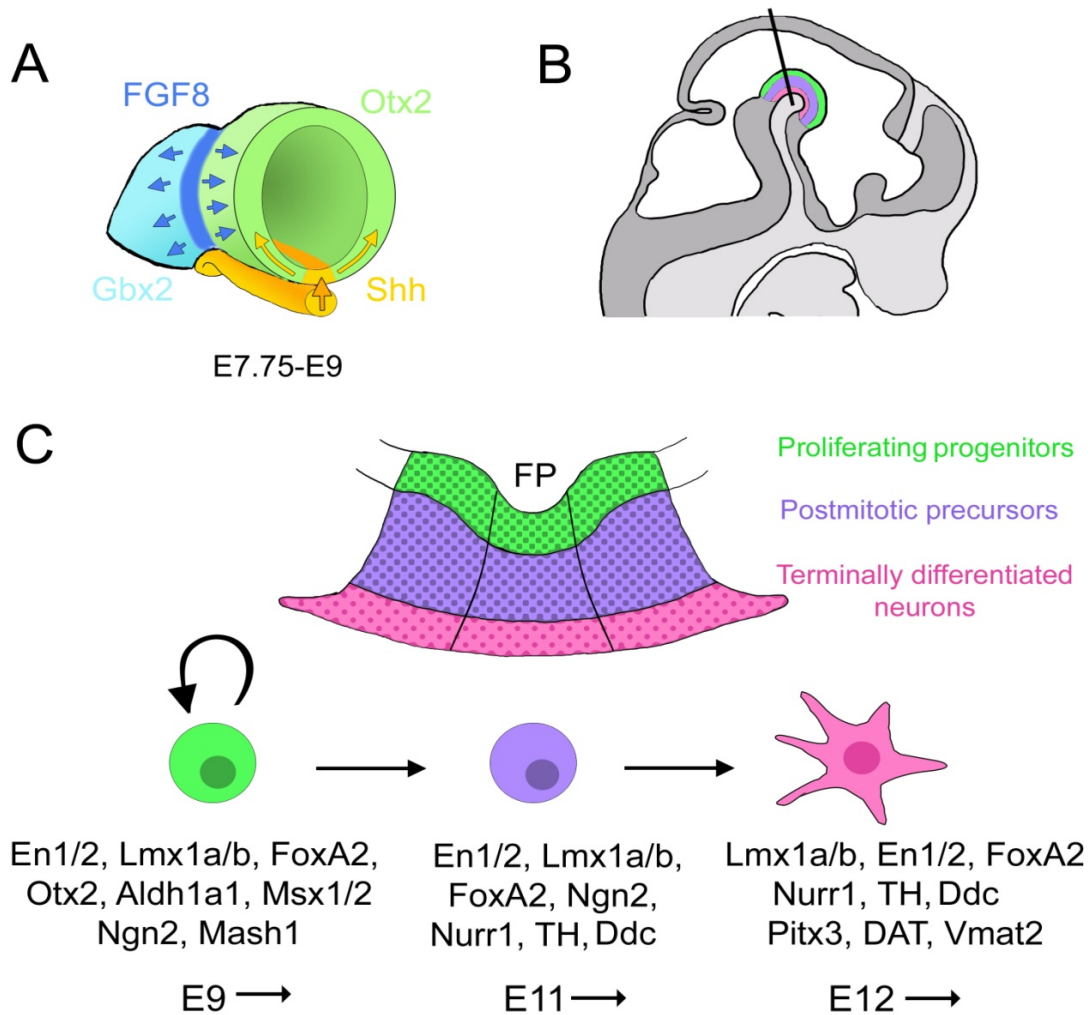 A
FGF8
Otx2
Gbx2
Shh
E7.75-E9
B
C
FP
Proliferating progenitors
Postmitotic precursors
Terminally differentiated
neurons
En1/2, Lmx1a/b, FoxA2,
Otx2, Aldh1a1, Msx1/2
Ngn2, Mash1
E9
En1/2, Lmx1a/b,
FoxA2, Ngn2,
Nurr1, TH, Ddc
E11
Lmx1a/b, En1/2, FoxA2
Nurr1, TH, Ddc
Pitx3, DAT, Vmat2
E12